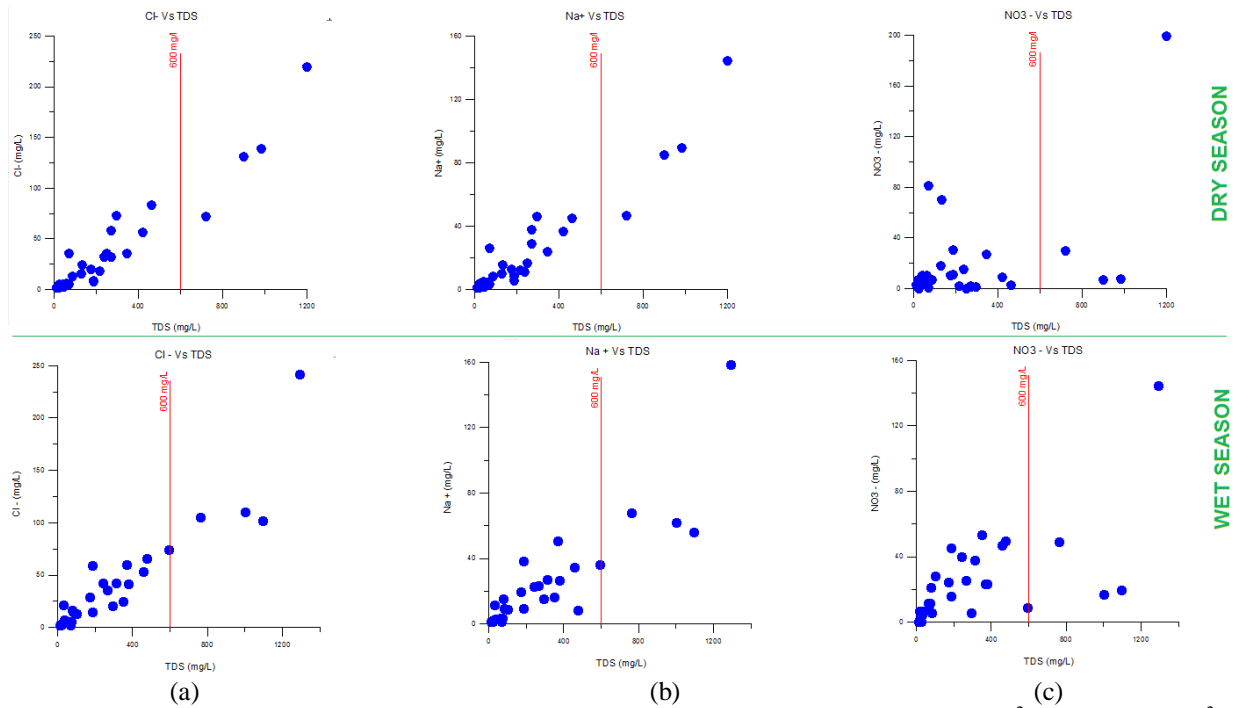 Cl- Vs TDS
Na+ Vs TDS
NO3 - Vs TDS
250
200
150
100
50
0
Cl- (mg/L)
600 mg/l
0
400
800
1200
TDS (mg/L)
160
120
80
40
0
Na+ (mg/L)
600 mg/l
0
400
800
1200
TDS (mg/L)
200
160
120
80
40
0
NO3 - (mg/L)
600 mg/l
0
400
800
1200
TDS (mg/L)
DRY SEASON
Cl - Vs TDS
Na + Vs TDS
NO3 - Vs TDS
250
200
150
100
50
0
Cl - (mg/L)
600 mg/L
0
400
800
1200
TDS (mg/L)
160
120
80
40
0
Na + (mg/L)
600 mg/L
0
400
800
1200
TDS (mg/L)
160
120
80
40
0
NO3 - (mg/L)
600 mg/L
0
400
800
1200
TDS (mg/L)
WET SEASON
(a)
(b)
(c)